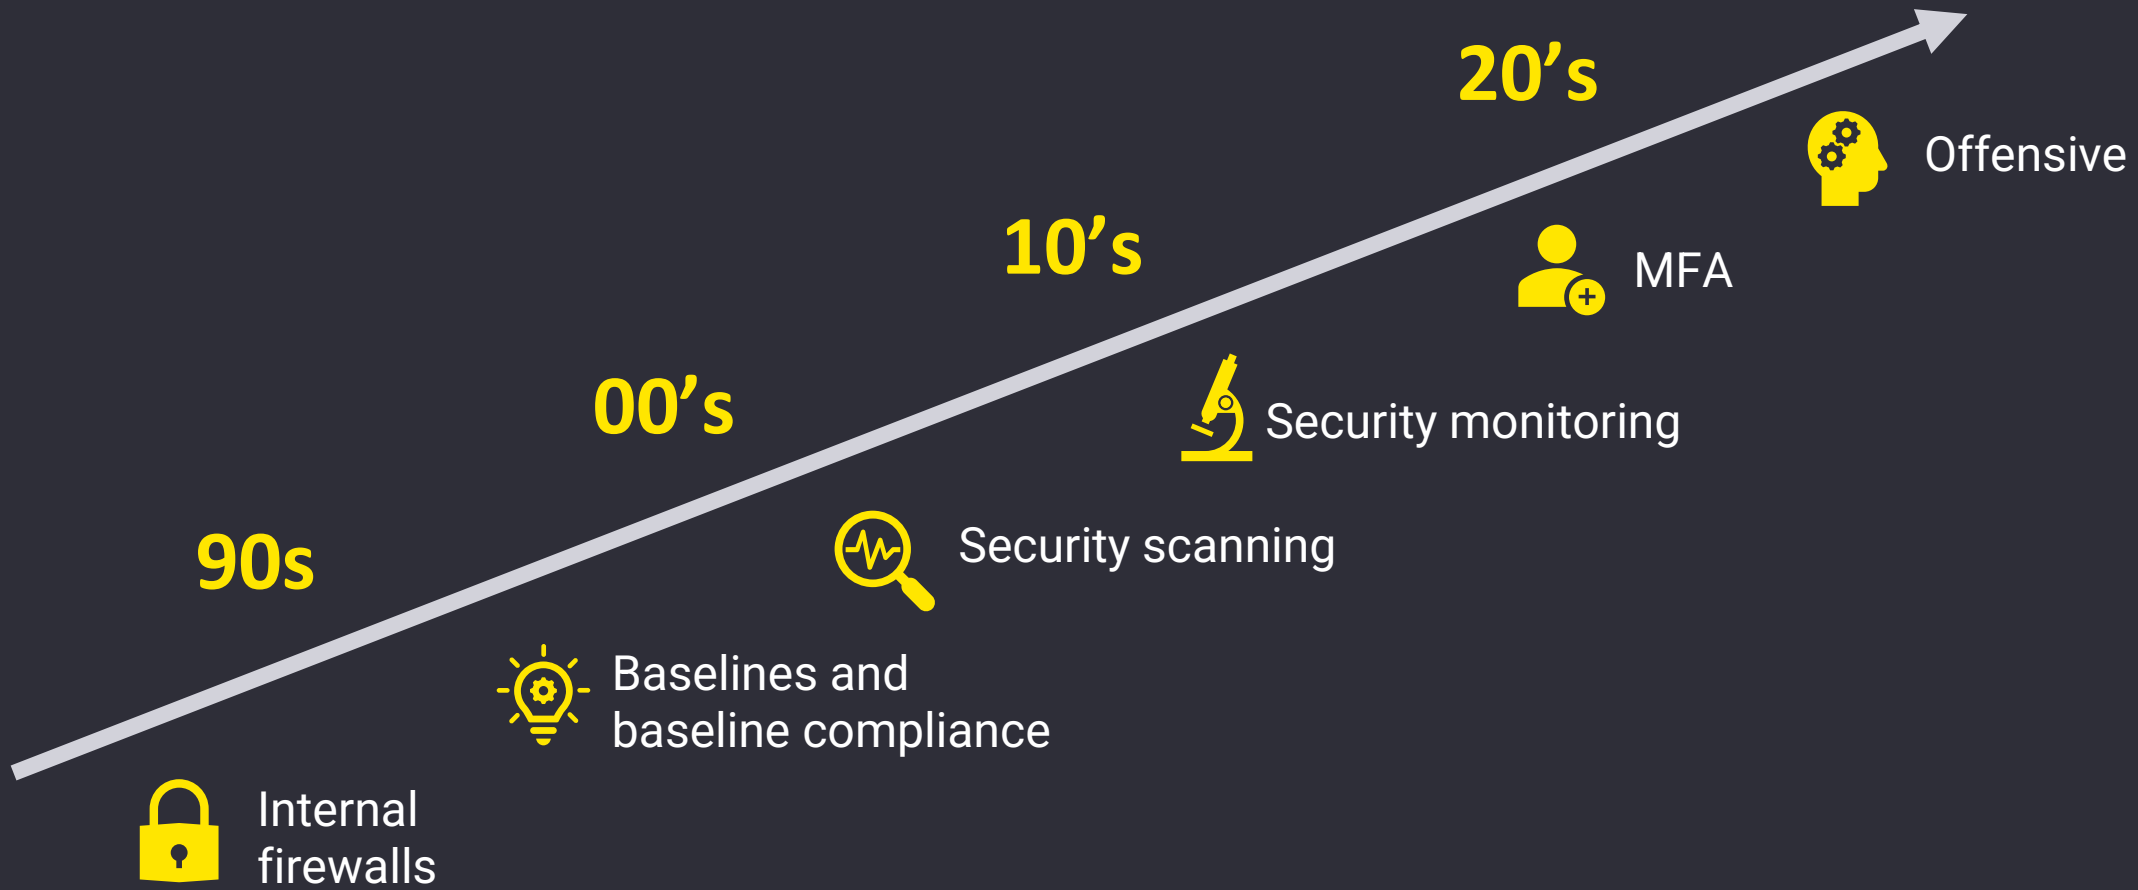 20’s
Offensive
10’s
MFA
00’s
Security monitoring
90s
Security scanning
Baselines and
baseline compliance
Internal
firewalls